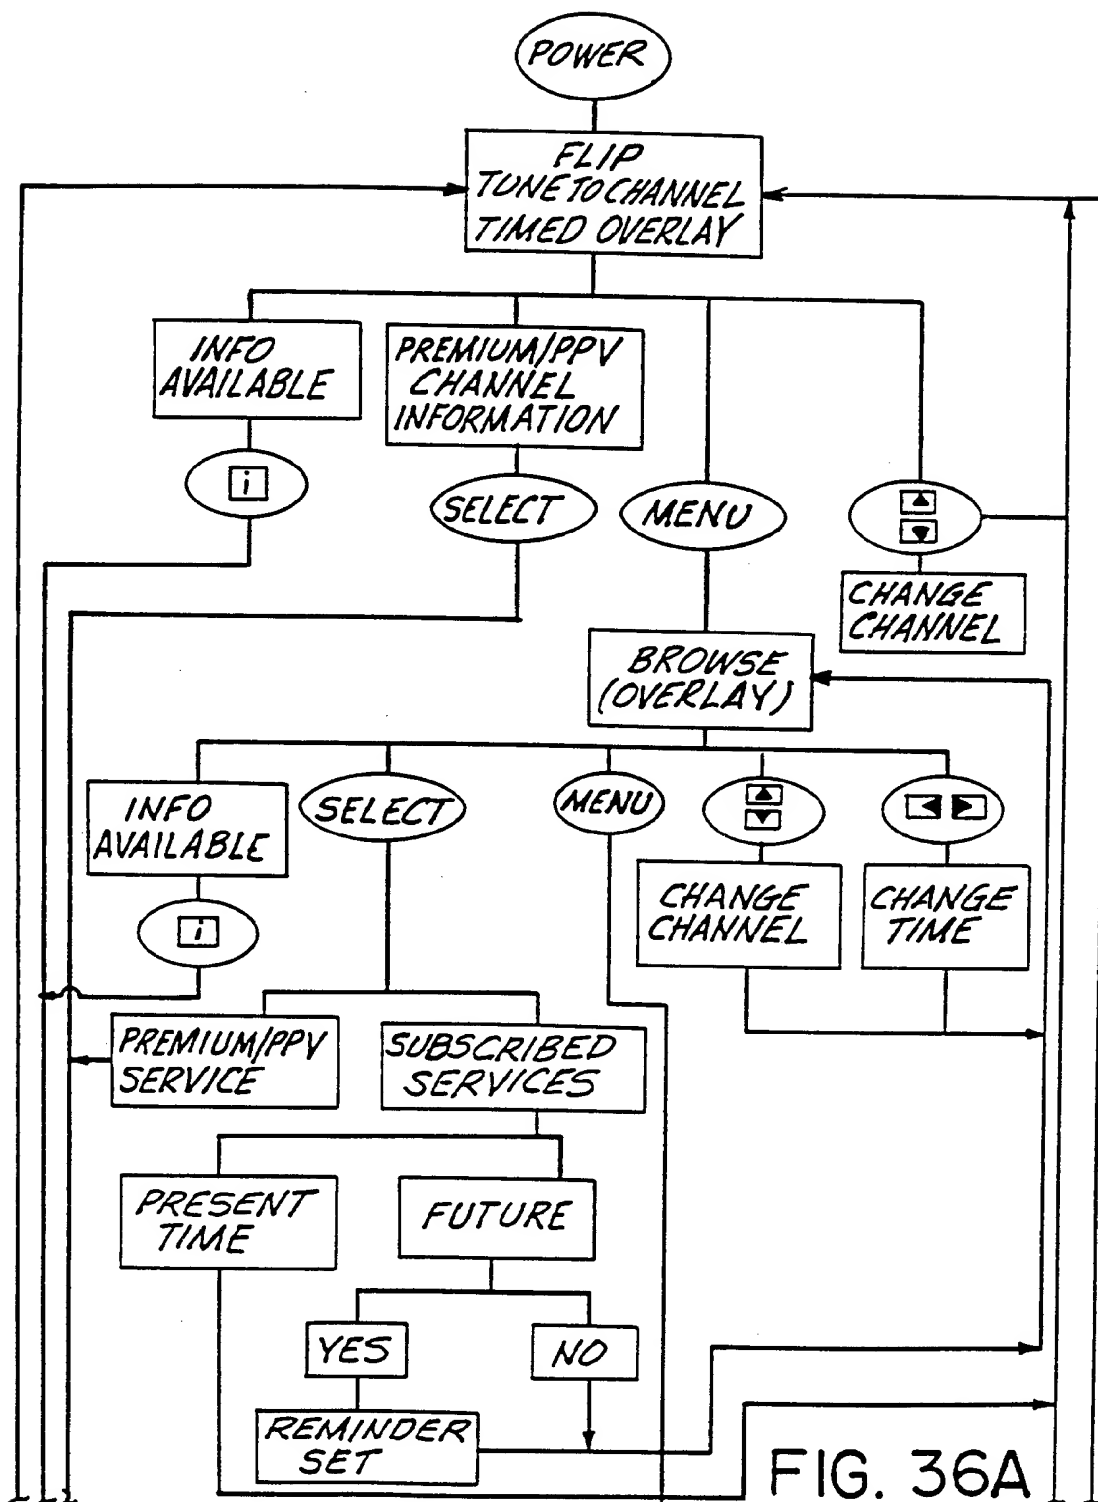 POWER
FLIP
TUNE TO CHANNEL
TIMED OVERLAY
INFO
AVAILABLE
PREMIUM/PPV
CHANNEL
INFORMATION
i
SELECT
MENU
CHANGE
CHANNEL
BROWSE
(OVERLAY)
INFO
AVAILABLE
SELECT
MENU
CHANGE
CHANNEL
CHANGE
TIME
i
PREMIUM/PPV
SERVICE
SUBSCRIBED
SERVICES
PRESENT
TIME
FUTURE
YES
NO
REMINDER
SET
FIG. 36A